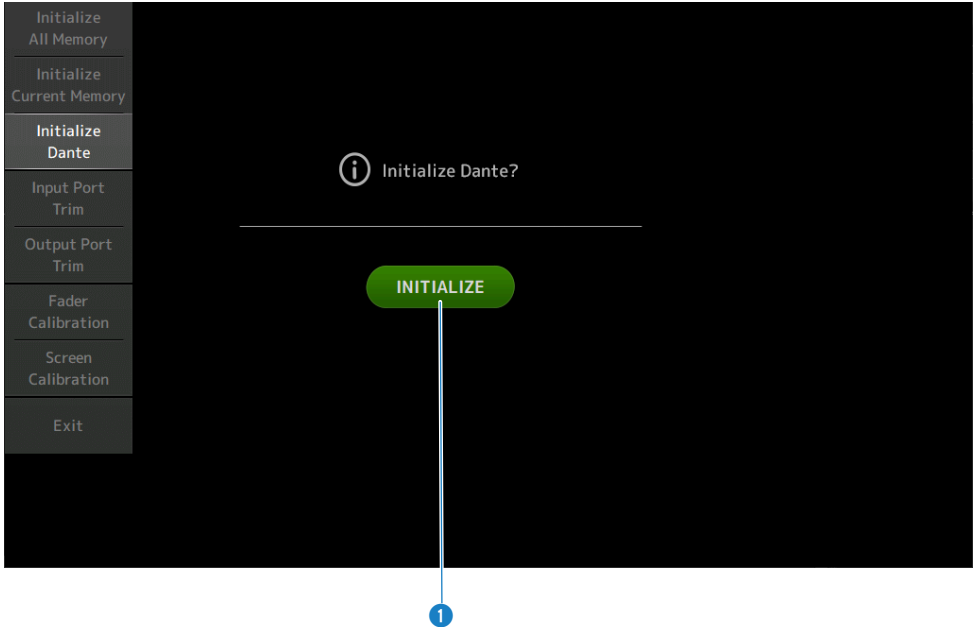 Initialize
All Memory
Initialize
Current Memory
Initialize
Dante
Input Port
Trim
Output Port
Trim
Fader
Calibration
Screen
Calibration
Exit
Initialize Dante?
INITIALIZE
1